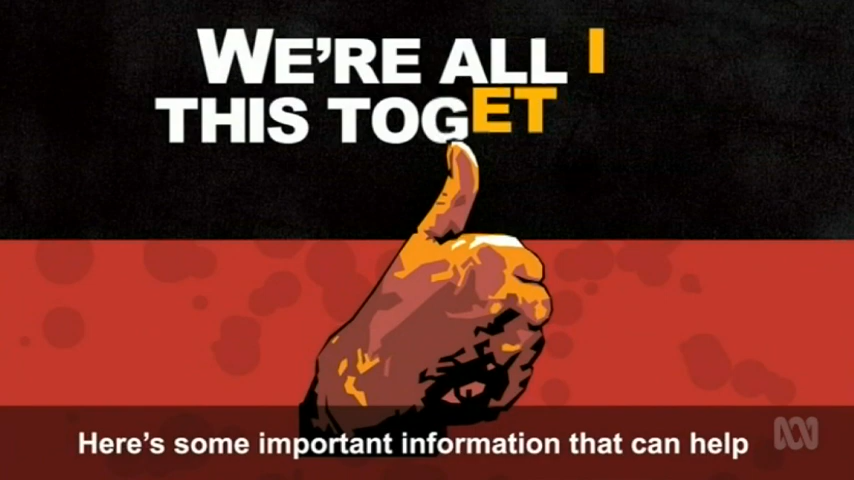 WE'RE ALL I
THIS TOGET
Here's some important information that can help